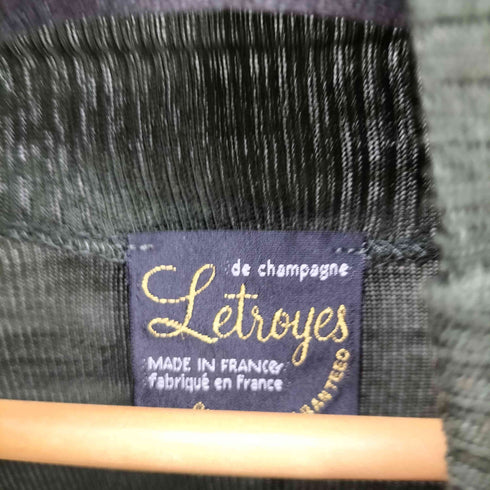 de champagne
Letroyes
MADE IN FRANCE
fabriqué en France